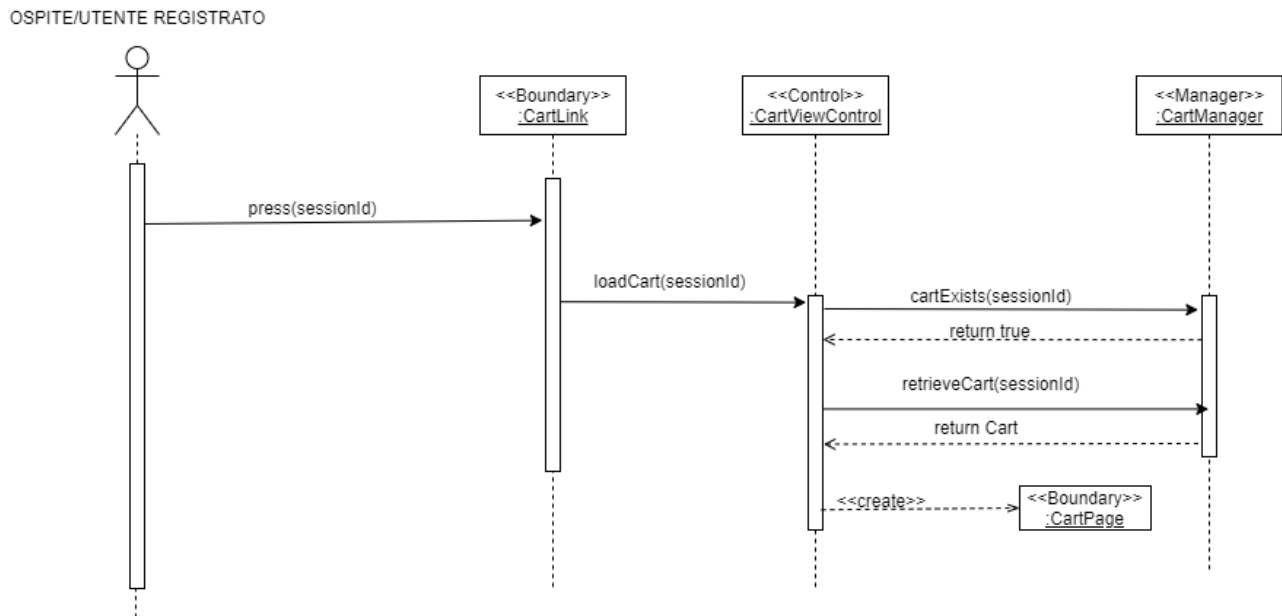 OSPITE/UTENTE REGISTRATO
<<Boundary>>
:CartLink
<<Control>>
:CartViewControl
<<Manager>>
:CartManager
press(sessionId)
loadCart(sessionId)
cartExists(sessionId)
return true
retrieveCart(sessionId)
return Cart
<<create>>
<<Boundary>>
:CartPage